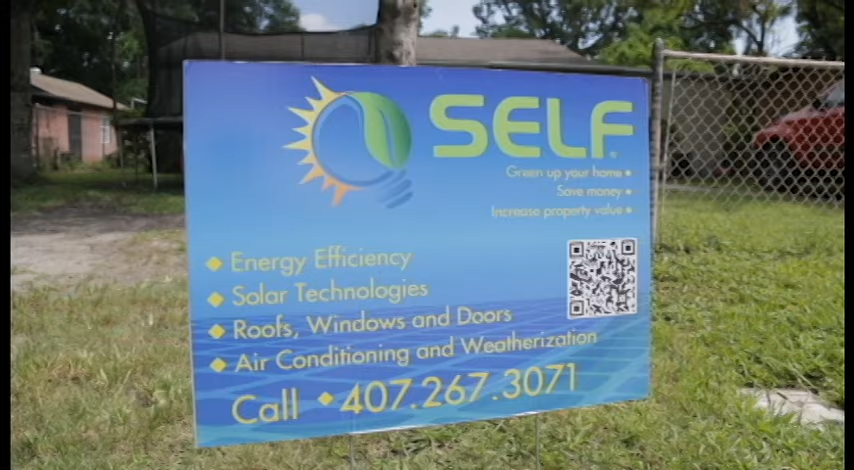 SELF®
Green up your home •
Save money •
Increase property value •
◆ Energy Efficiency
◆ Solar Technologies
◆ Roofs, Windows and Doors
◆ Air Conditioning and Weatherization
Call ◆ 407.267.3071